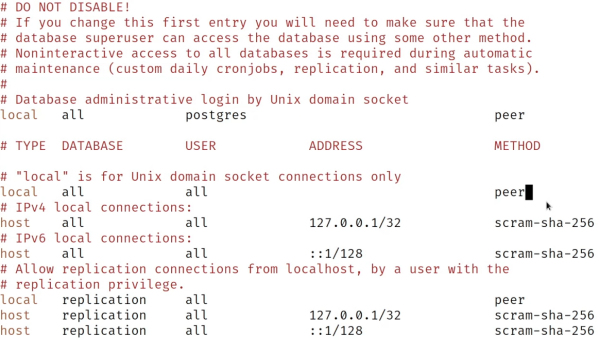 # DO NOT DISABLE!
# If you change this first entry you will need to make sure that the
# database superuser can access the database using some other method.
# Noninteractive access to all databases is required during automatic
# maintenance (custom daily cronjobs, replication, and similar tasks).
#
# Database administrative login by Unix domain socket
local   all             postgres                                peer

# TYPE  DATABASE        USER            ADDRESS                 METHOD

# "local" is for Unix domain socket connections only
local   all             all                                     peer
# IPv4 local connections:
host    all             all             127.0.0.1/32            scram-sha-256
# IPv6 local connections:
host    all             all             ::1/128                 scram-sha-256
# Allow replication connections from localhost, by a user with the
# replication privilege.
local   replication     all                                     peer
host    replication     all             127.0.0.1/32            scram-sha-256
host    replication     all             ::1/128                 scram-sha-256